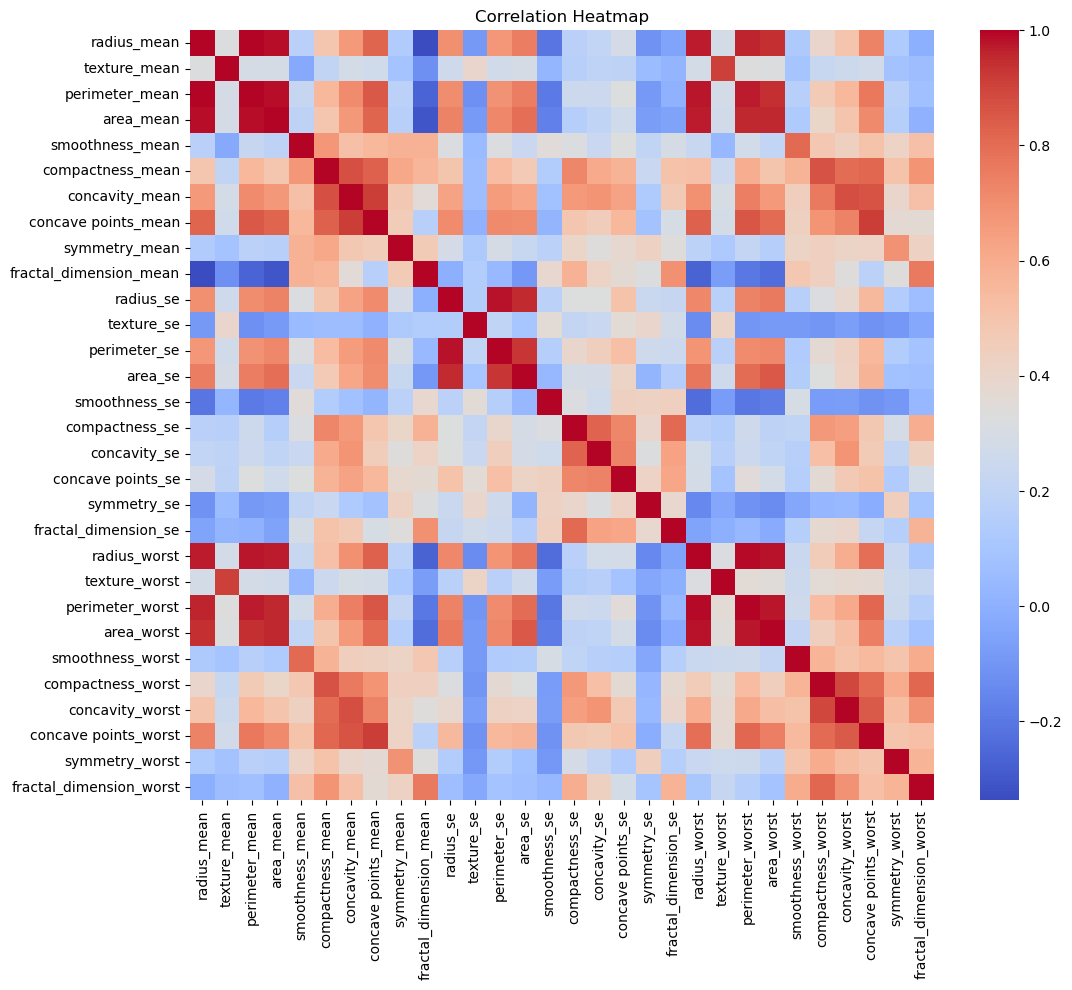 Correlation Heatmap
radius_mean
texture_mean
perimeter_mean
area_mean
smoothness_mean
compactness_mean
concavity_mean
concave points_mean
symmetry_mean
fractal_dimension_mean
radius_se
texture_se
perimeter_se
area_se
smoothness_se
compactness_se
concavity_se
concave points_se
symmetry_se
fractal_dimension_se
radius_worst
texture_worst
perimeter_worst
area_worst
smoothness_worst
compactness_worst
concavity_worst
concave points_worst
symmetry_worst
fractal_dimension_worst
radius_mean
texture_mean
perimeter_mean
area_mean
smoothness_mean
compactness_mean
concavity_mean
concave points_mean
symmetry_mean
fractal_dimension_mean
radius_se
texture_se
perimeter_se
area_se
smoothness_se
compactness_se
concavity_se
concave points_se
symmetry_se
fractal_dimension_se
radius_worst
texture_worst
perimeter_worst
area_worst
smoothness_worst
compactness_worst
concavity_worst
concave points_worst
symmetry_worst
fractal_dimension_worst
1.0
0.8
0.6
0.4
0.2
0.0
−0.2